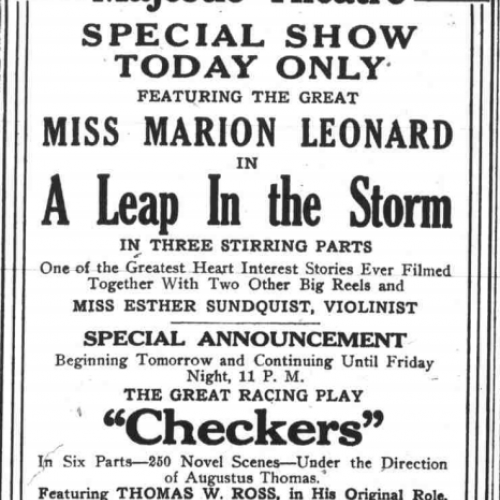 Majestic Theatre
SPECIAL SHOW
TODAY ONLY
FEATURING THE GREAT
MISS MARION LEONARD
IN
A Leap In the Storm
IN THREE STIRRING PARTS
One of the Greatest Heart Interest Stories Ever Filmed
Together With Two Other Big Reels and
MISS ESTHER SUNDQUIST, VIOLINIST
SPECIAL ANNOUNCEMENT
Beginning Tomorrow and Continuing Until Friday
Night, 11 P. M.
THE GREAT RACING PLAY
“Checkers”
In Six Parts—250 Novel Scenes—Under the Direction
of Augustus Thomas.
Featuring THOMAS W. ROSS, in His Original Role.